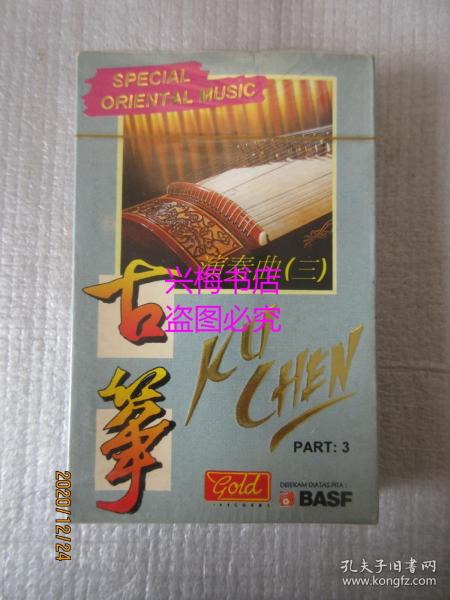 SPECIAL
ORIENTAL MUSIC
演奏曲(三)
兴梅书店
盗图必究
古筝
KU
CHEN
PART: 3
Gold
RECORDS
DIREKAM DIATAS PITA :
BASF
2020/12/24
孔夫子旧书网
www.kongfz.com